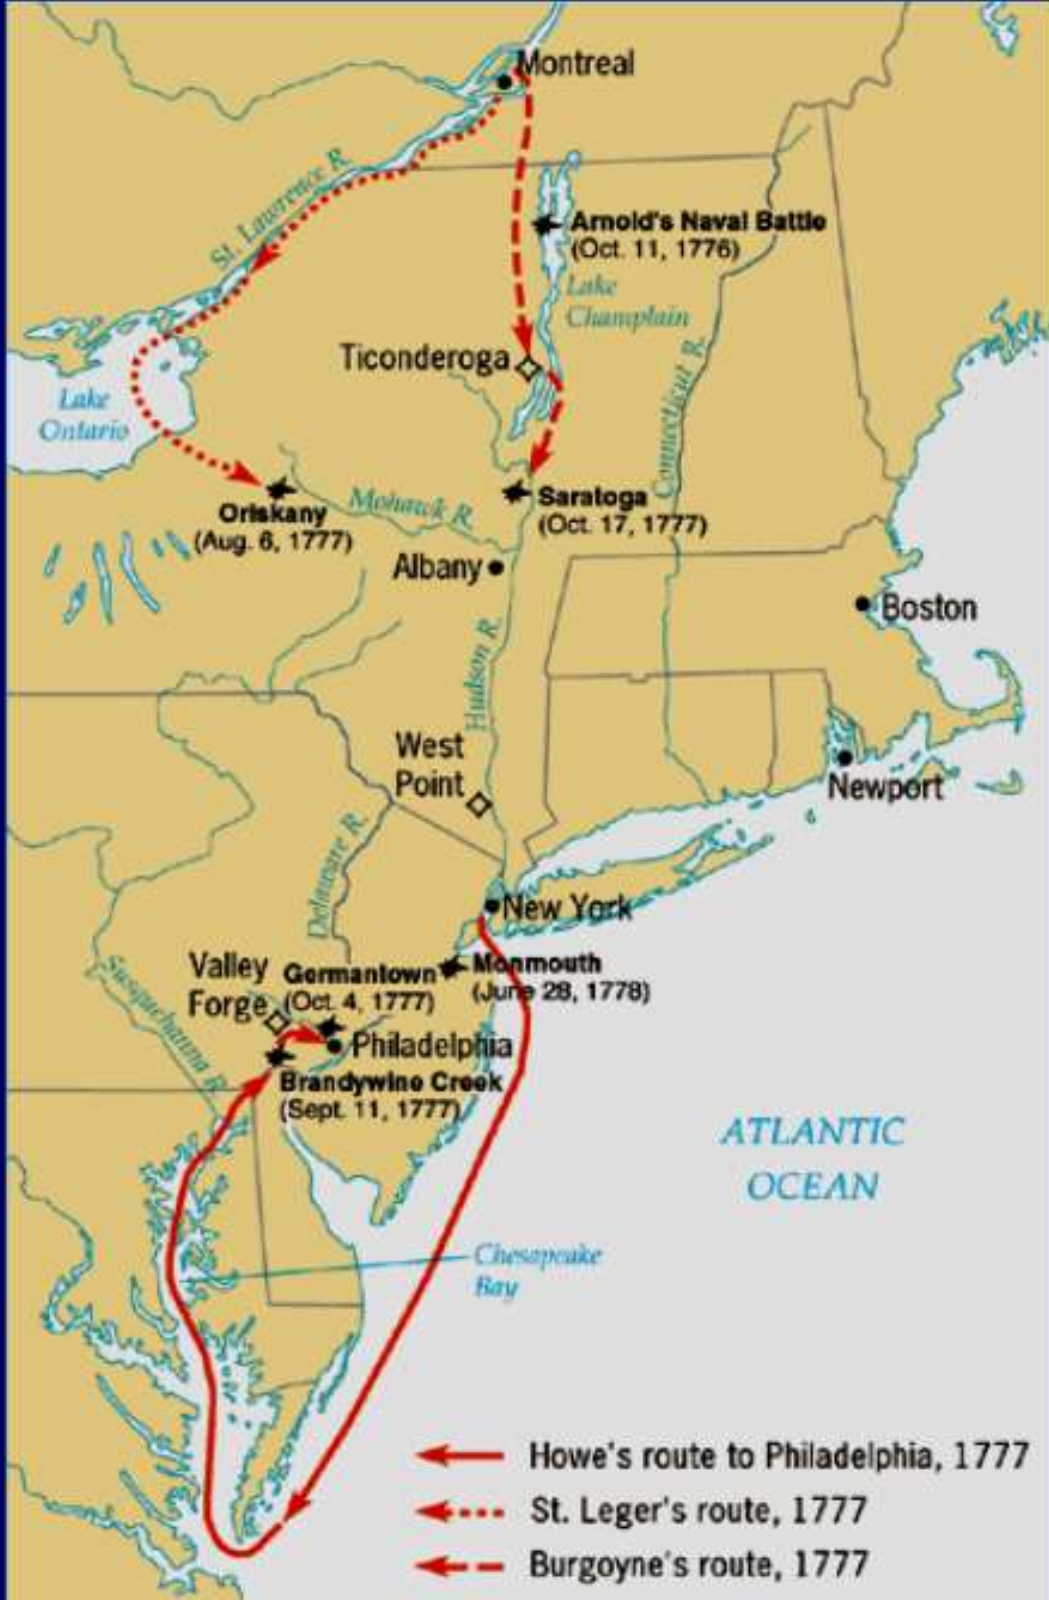 Montreal
St. Lawrence R.
Arnold's Naval Battle
(Oct. 11, 1776)
Lake
Champlain
Ticonderoga
Connecticut R.
Lake
Ontario
Saratoga
(Oct. 17, 1777)
Oriskany
(Aug. 6, 1777)
Mohawk R.
Albany
Boston
Hudson R.
West
Point
Newport
Delaware R.
New York
Valley
Forge
Germantown
(Oct. 4, 1777)
Monmouth
(June 28, 1778)
Susquehanna R.
Philadelphia
Brandywine Creek
(Sept. 11, 1777)
ATLANTIC
OCEAN
Chesapeake
Bay
Howe's route to Philadelphia, 1777
St. Leger's route, 1777
Burgoyne's route, 1777